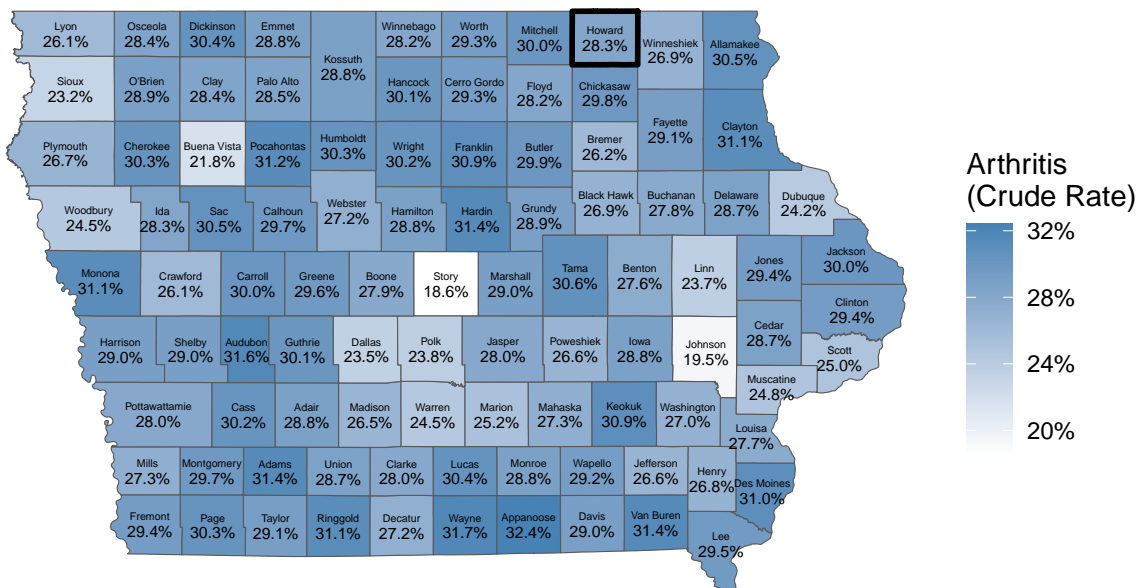 Lyon
26.1%
Osceola
28.4%
Dickinson
30.4%
Emmet
28.8%
Kossuth
28.8%
Winnebago
28.2%
Worth
29.3%
Mitchell
30.0%
Howard
28.3%
Winneshiek
26.9%
Allamakee
30.5%
Sioux
23.2%
O'Brien
28.9%
Clay
28.4%
Palo Alto
28.5%
Hancock
30.1%
Cerro Gordo
29.3%
Floyd
28.2%
Chickasaw
29.8%
Fayette
29.1%
Clayton
31.1%
Plymouth
26.7%
Cherokee
30.3%
Buena Vista
21.8%
Pocahontas
31.2%
Humboldt
30.3%
Wright
30.2%
Franklin
30.9%
Butler
29.9%
Bremer
26.2%
Woodbury
24.5%
Ida
28.3%
Sac
30.5%
Calhoun
29.7%
Webster
27.2%
Hamilton
28.8%
Hardin
31.4%
Grundy
28.9%
Black Hawk
26.9%
Buchanan
27.8%
Delaware
28.7%
Dubuque
24.2%
Monona
31.1%
Crawford
26.1%
Carroll
30.0%
Greene
29.6%
Boone
27.9%
Story
18.6%
Marshall
29.0%
Tama
30.6%
Benton
27.6%
Linn
23.7%
Jones
29.4%
Jackson
30.0%
Clinton
29.4%
Harrison
29.0%
Shelby
29.0%
Audubon
31.6%
Guthrie
30.1%
Dallas
23.5%
Polk
23.8%
Jasper
28.0%
Poweshiek
26.6%
Iowa
28.8%
Johnson
19.5%
Cedar
28.7%
Scott
25.0%
Muscatine
24.8%
Pottawattamie
28.0%
Cass
30.2%
Adair
28.8%
Madison
26.5%
Warren
24.5%
Marion
25.2%
Mahaska
27.3%
Keokuk
30.9%
Washington
27.0%
Louisa
27.7%
Mills
27.3%
Montgomery
29.7%
Adams
31.4%
Union
28.7%
Clarke
28.0%
Lucas
30.4%
Monroe
28.8%
Wapello
29.2%
Jefferson
26.6%
Henry
26.8%
Des Moines
31.0%
Fremont
29.4%
Page
30.3%
Taylor
29.1%
Ringgold
31.1%
Decatur
27.2%
Wayne
31.7%
Appanoose
32.4%
Davis
29.0%
Van Buren
31.4%
Lee
29.5%
Arthritis
(Crude Rate)
32%
28%
24%
20%